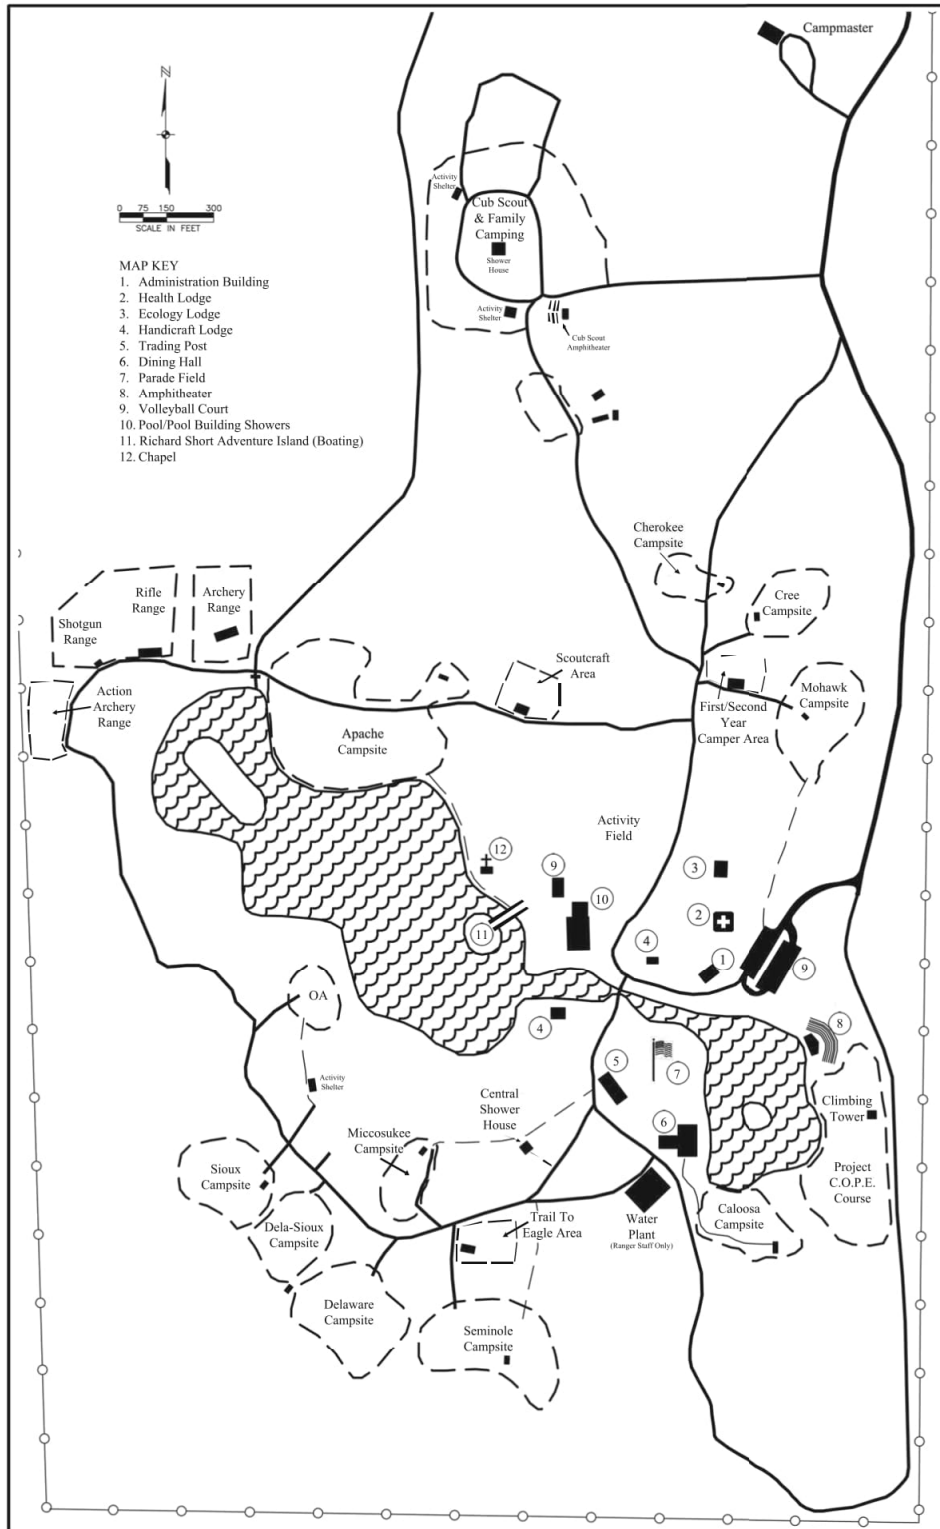 Campmaster
N
0 75 150 300
SCALE IN FEET
MAP KEY
1. Administration Building
2. Health Lodge
3. Ecology Lodge
4. Handicraft Lodge
5. Trading Post
6. Dining Hall
7. Parade Field
8. Amphitheater
9. Volleyball Court
10. Pool/Pool Building Showers
11. Richard Short Adventure Island (Boating)
12. Chapel
Activity
Shelter
Cub Scout
& Family
Camping
Shower
House
Activity
Shelter
Cub Scout
Amphitheater
Cherokee
Campsite
Cree
Campsite
Rifle
Range
Archery
Range
Shotgun
Range
Action
Archery
Range
Scoutcraft
Area
First/Second
Year
Camper Area
Mohawk
Campsite
Apache
Campsite
Activity
Field
12
9
10
3
2
11
4
1
9
OA
4
8
5
7
Activity
Shelter
Central
Shower
House
Climbing
Tower
6
Miccosukee
Campsite
Sioux
Campsite
Project
C.O.P.E.
Course
Dela-Sioux
Campsite
Trail To
Eagle Area
Water
Plant
(Ranger Staff Only)
Caloosa
Campsite
Delaware
Campsite
Seminole
Campsite